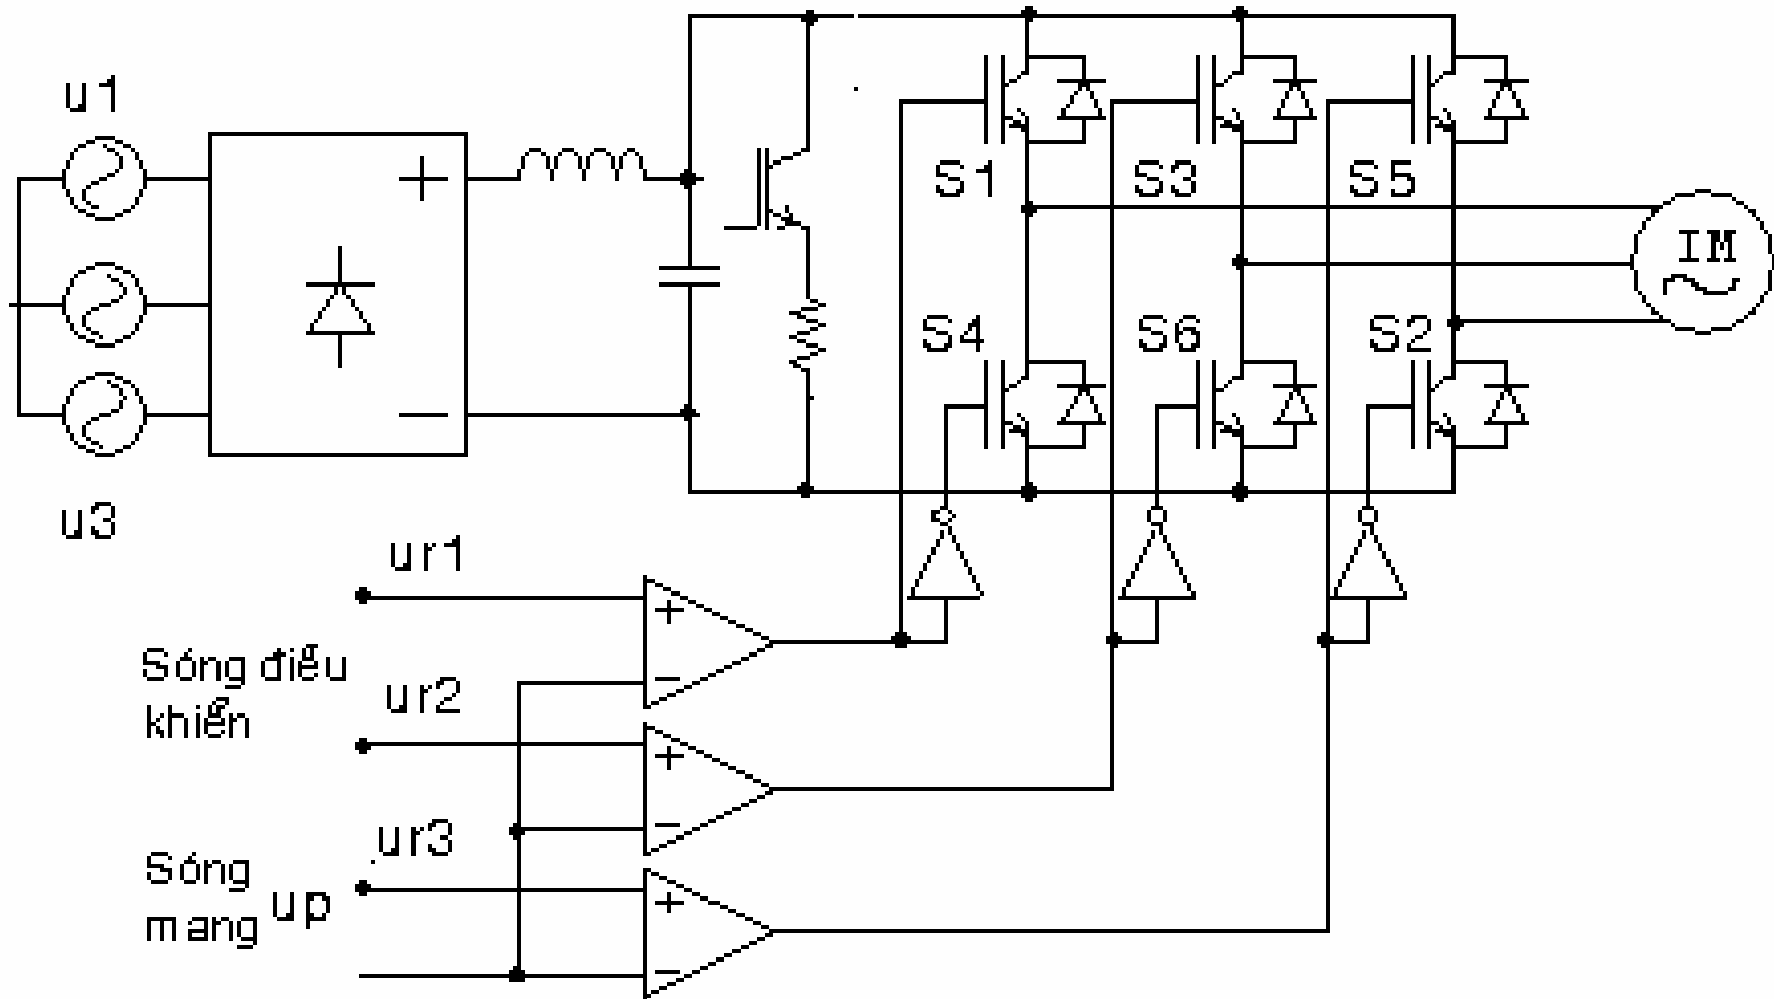 u1
S1
S3
S5
IM
S4
S6
S2
u3
ur1
Sóng điều
khiển
ur2
ur3
Sóng
mang
up